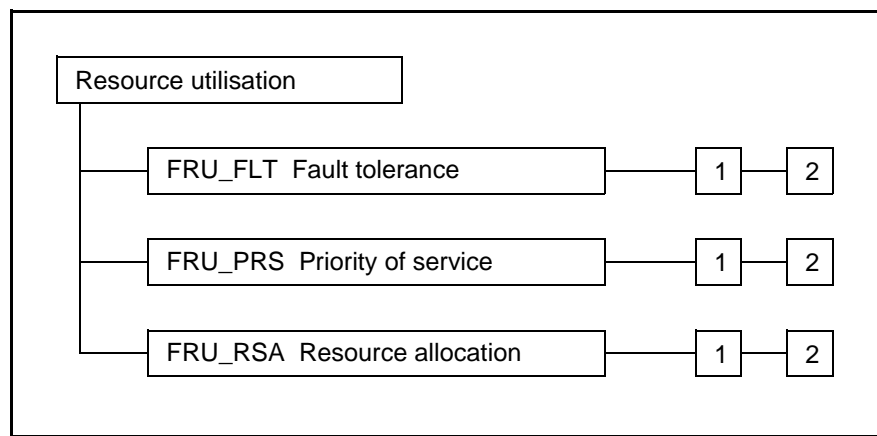 Resource utilisation
FRU_FLT Fault tolerance 1 2
FRU_PRS Priority of service 1 2
FRU_RSA Resource allocation 1 2